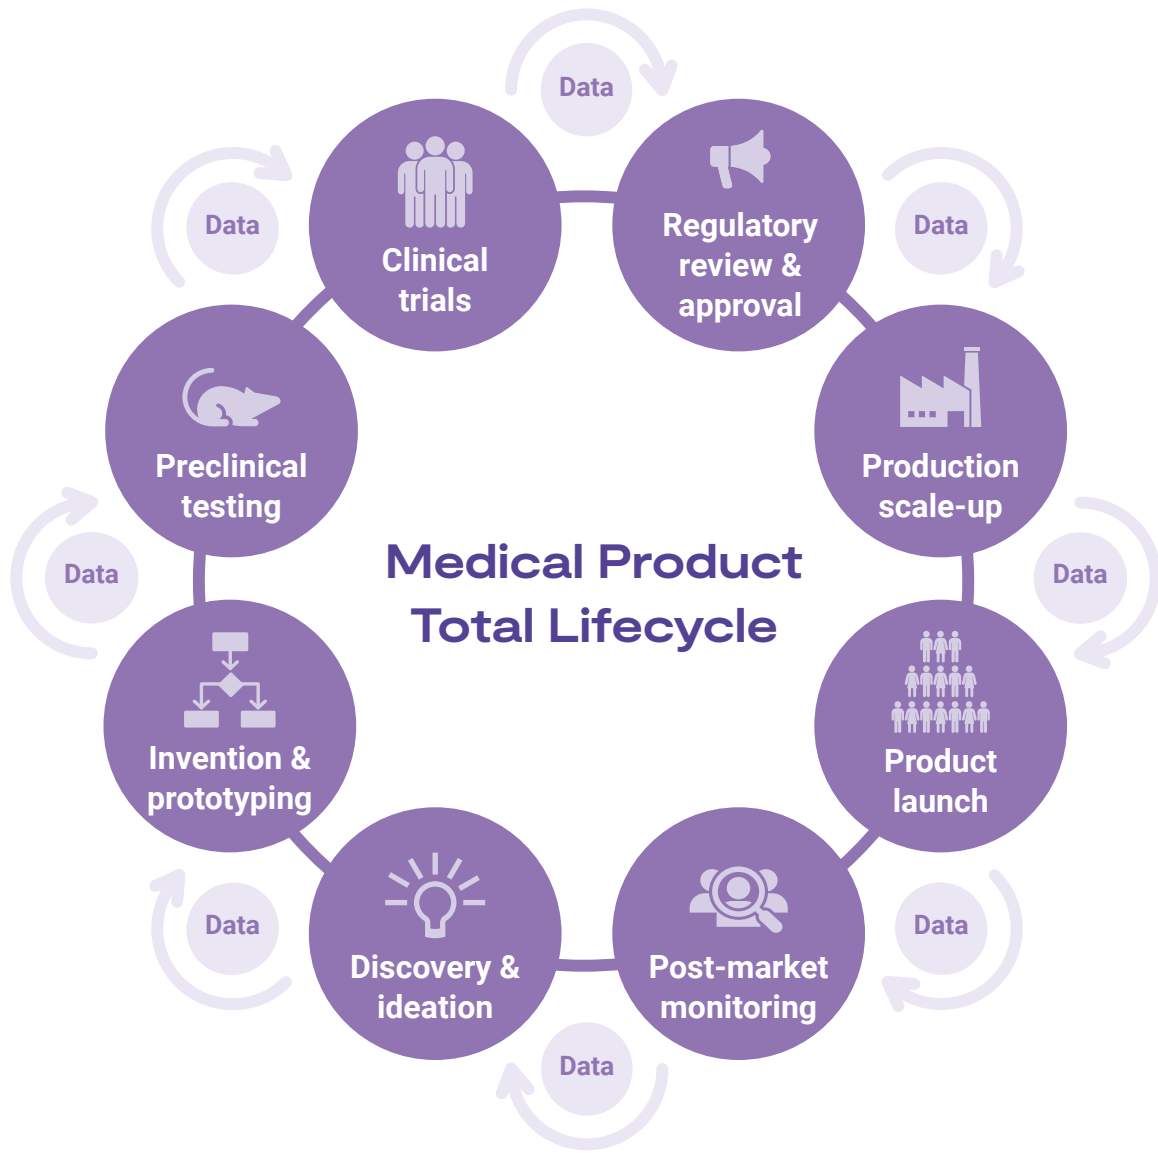 Data
Data
Data
Clinical
trials
Regulatory
review &
approval
Preclinical
testing
Production
scale-up
Medical Product
Total Lifecycle
Data
Data
Invention &
prototyping
Product
launch
Data
Data
Discovery &
ideation
Post-market
monitoring
Data